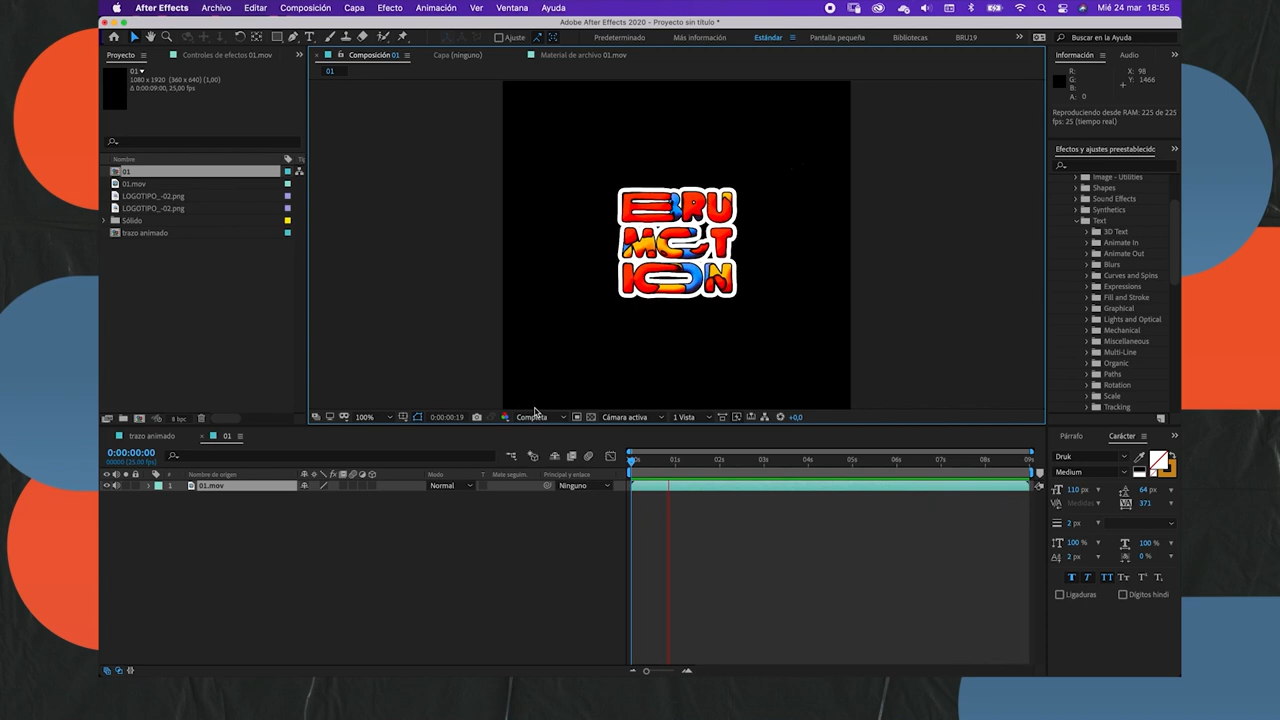 After Effects Archivo Editar Composición Capa Efecto Animación Ver Ventana Ayuda Mié 24 mar 18:55
Adobe After Effects 2020 - Proyecto sin título *
Ajuste Predeterminado Más información Estándar Pantalla pequeña Bibliotecas BRU19 Buscar en la Ayuda
Proyecto Controles de efectos 01.mov Composición 01 Capa (ninguno) Material de archivo 01.mov Información Audio
01
1080 x 1920 (360 x 640) (1,00)
Δ 0:00:09:00, 25,00 fps
01
R:
G:
B:
A: 0
X: 98
Y: 1466
Reproduciendo desde RAM: 225 de 225
fps: 25 (tiempo real)
Efectos y ajustes preestablecidc
Nombre
01
01.mov
LOGOTIPO_-02.png
LOGOTIPO_-02.png
Sólido
trazo animado
BRU
MOT
ION
Image - Utilities
Shapes
Sound Effects
Synthetics
Text
3D Text
Animate In
Animate Out
Blurs
Curves and Spins
Expressions
Fill and Stroke
Graphical
Lights and Optical
Mechanical
Miscellaneous
Multi-Line
Organic
Paths
Rotation
Scale
Tracking
8 bpc 100% 0:00:00:19 Completa Cámara activa 1 Vista +0,0
trazo animado 01
0:00:00:00
00000 (25.00 fps)
Nº Nombre de origen Modo Mate seguim. Principal y enlace
1 01.mov Normal Ninguno
01s 02s 03s 04s 05s 06s 07s 08s 09s
Párrafo Carácter
Druk
Medium
110 px 64 px
Medidas 371
2 px
100 % 100 %
2 px 0 %
T T TT Tт T¹ T,
Ligaduras Dígitos hindi